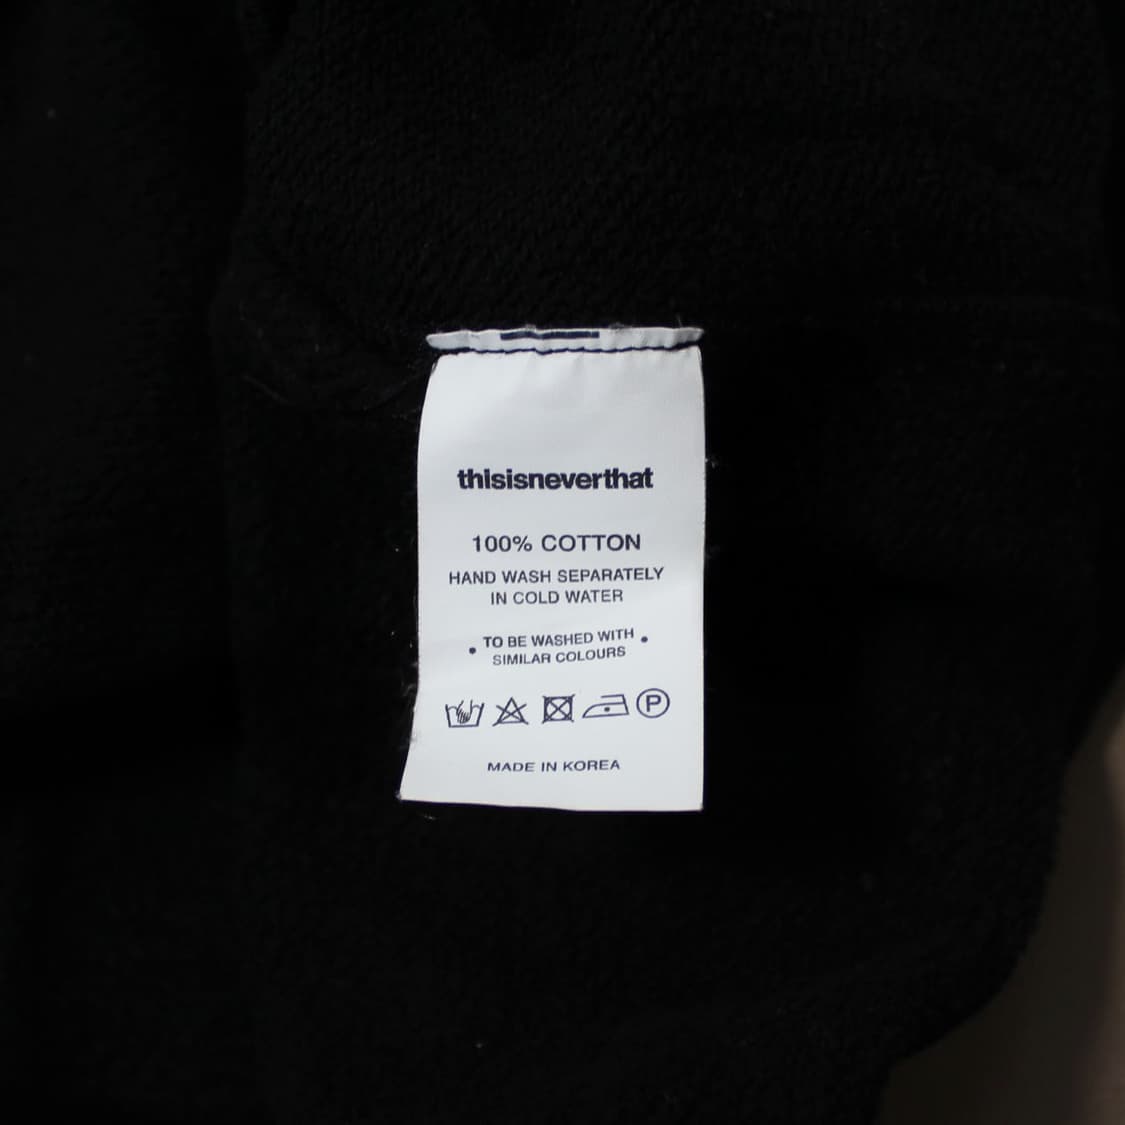 thisisneverthat
100% COTTON
HAND WASH SEPARATELY
IN COLD WATER
• TO BE WASHED WITH •
SIMILAR COLOURS
P
MADE IN KOREA